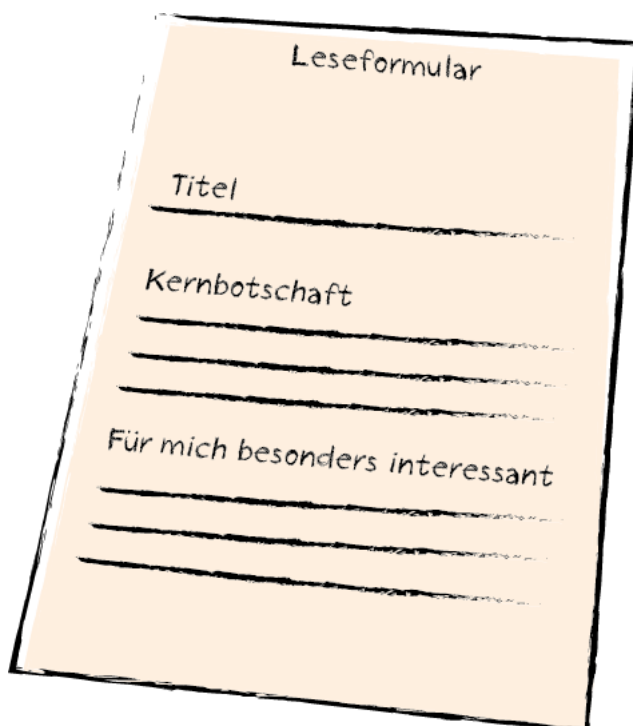 Leseformular
Titel
Kernbotschaft
Für mich besonders interessant